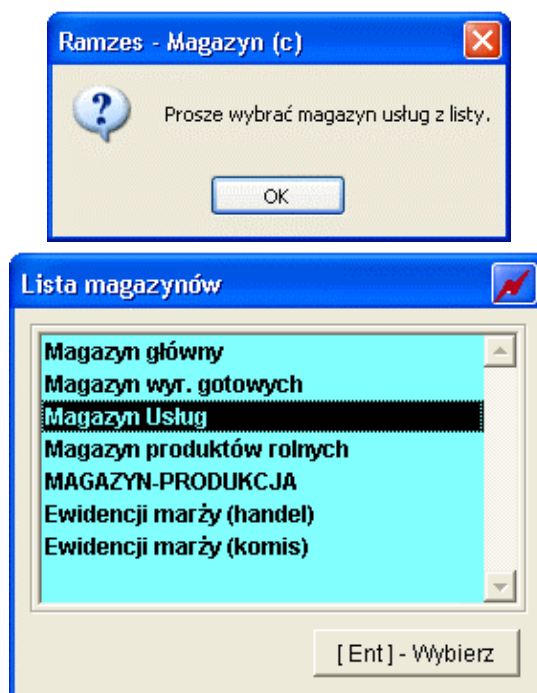 Ramzes - Magazyn (c)
Prosze wybrać magazyn usług z listy.
OK
Lista magazynów
Magazyn główny
Magazyn wyr. gotowych
Magazyn Usług
Magazyn produktów rolnych
MAGAZYN-PRODUKCJA
Ewidencji marży (handel)
Ewidencji marży (komis)
[ Ent ] - Wybierz